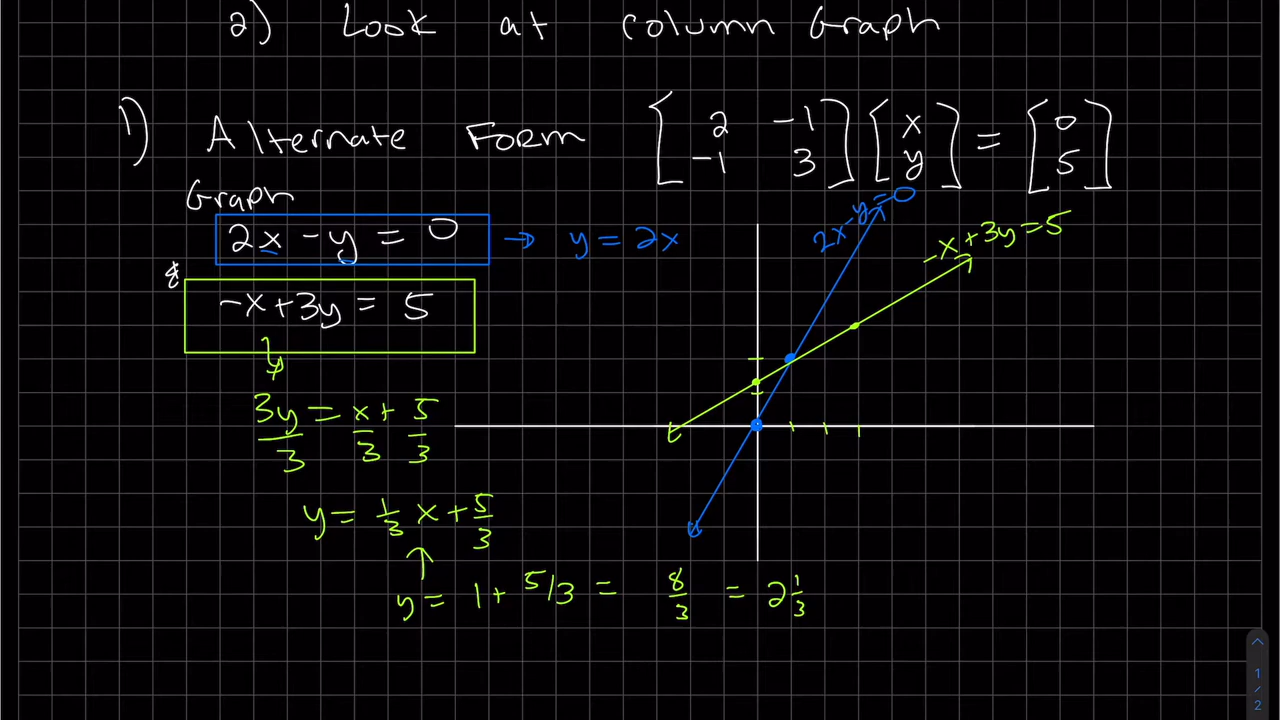 2) Look at column Graph
1) Alternate Form [2 -1; -1 3] [x; y] = [0; 5]
Graph
2x - y = 0 → y = 2x
&
-x + 3y = 5
3y/3 = x/3 + 5/3
y = 1/3 x + 5/3
y = 1 + 5/3 = 8/3 = 2 1/3
2x - y = 0
-x + 3y = 5
1
/
2